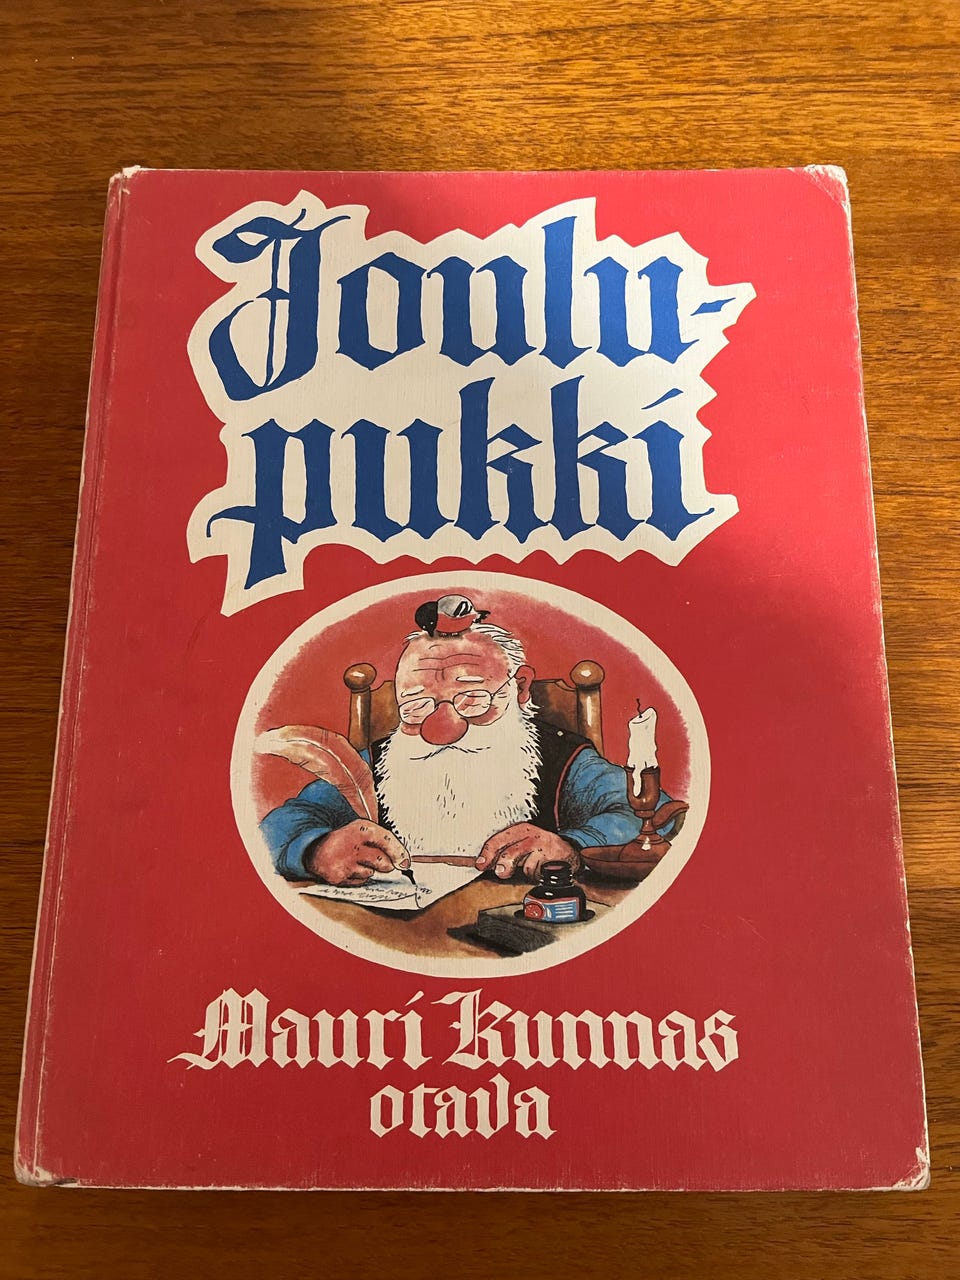 Joulu-
pukki
Mauri Kunnas
otava